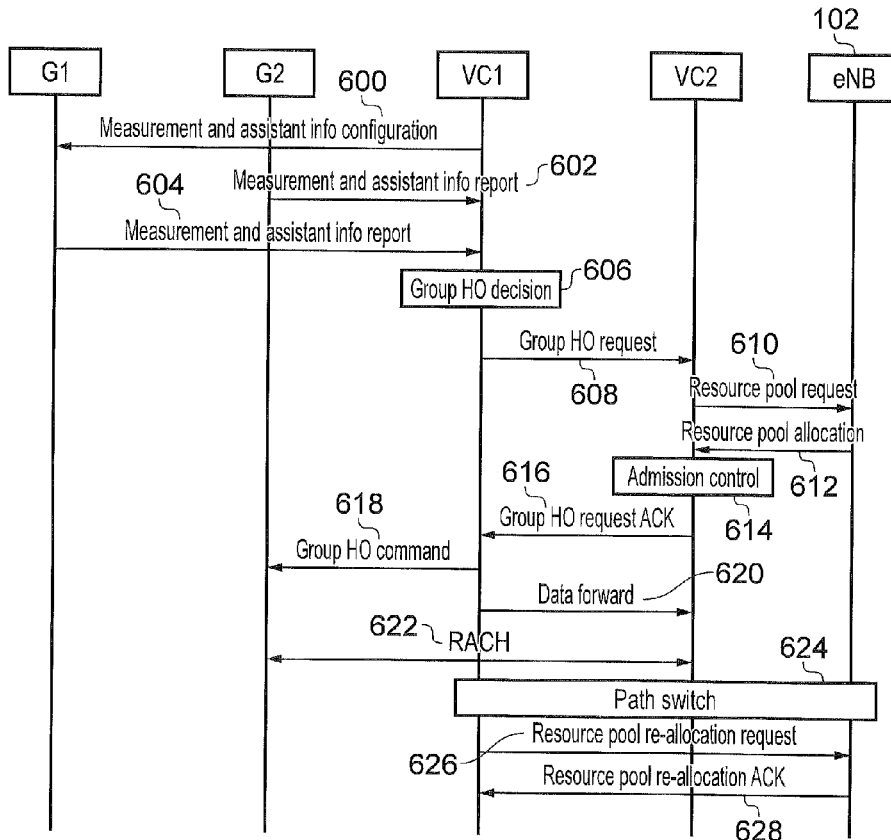 102
G1
G2
VC1
VC2
eNB
600
Measurement and assistant info configuration
602
Measurement and assistant info report
604
Measurement and assistant info report
Group HO decision
606
Group HO request
608
610
Resource pool request
Resource pool allocation
612
Admission control
614
616
Group HO request ACK
618
Group HO command
620
Data forward
622
RACH
624
Path switch
Resource pool re-allocation request
626
Resource pool re-allocation ACK
628